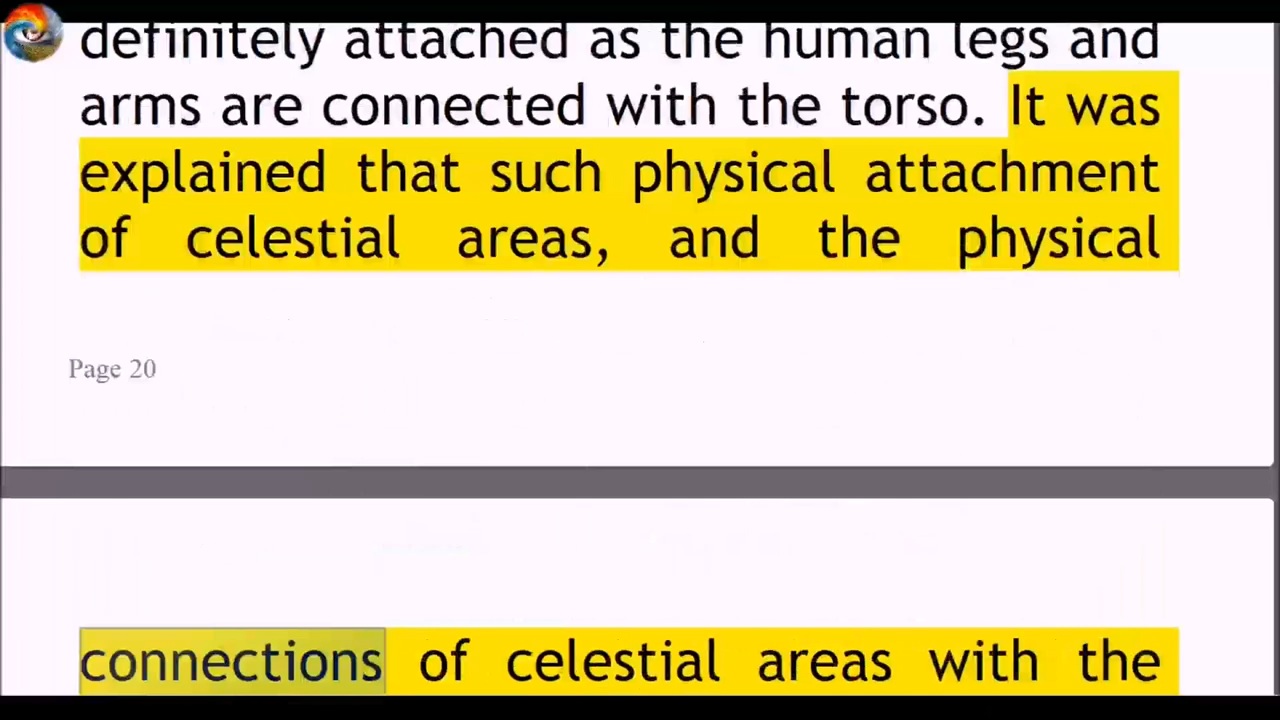 definitely attached as the human legs and
arms are connected with the torso. It was
explained that such physical attachment
of celestial areas, and the physical
Page 20
connections of celestial areas with the